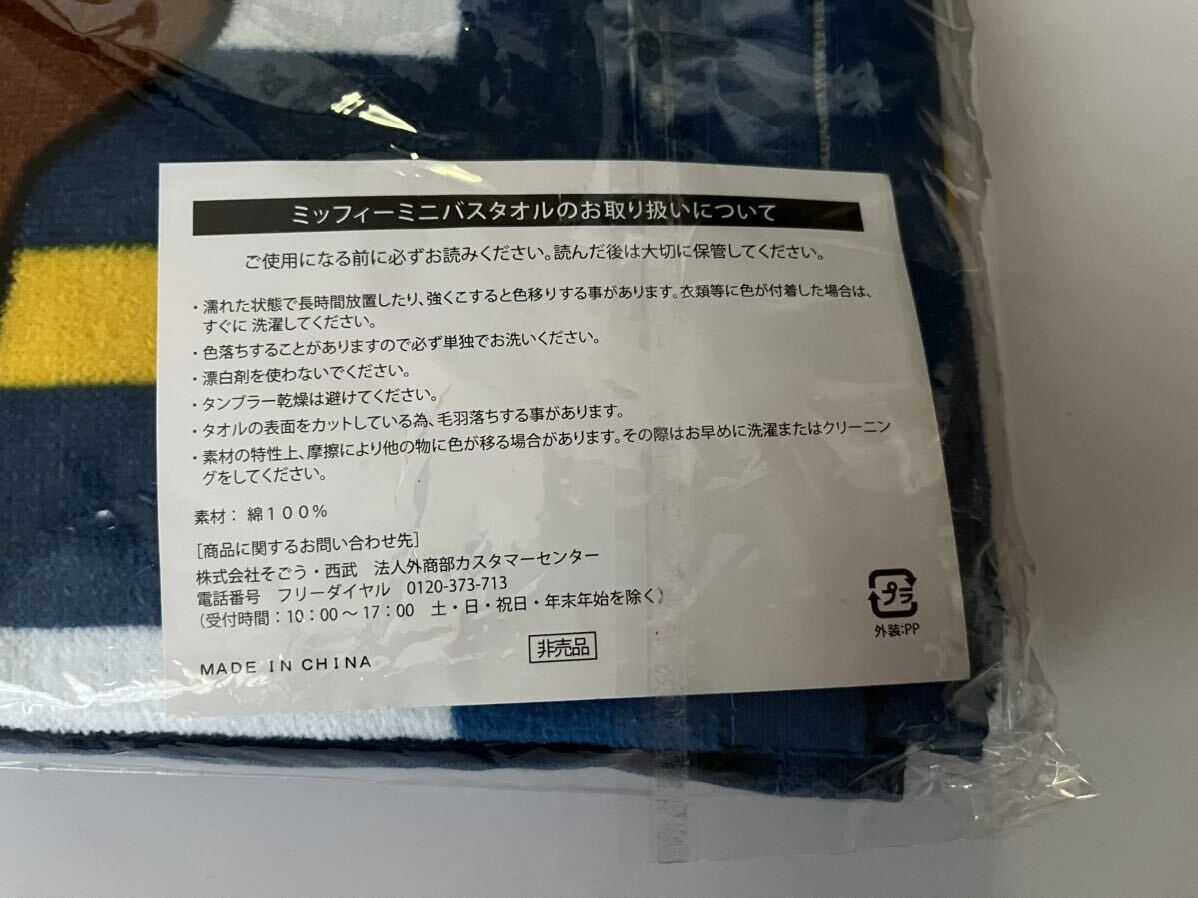 ミッフィーミニバスタオルのお取り扱いについて
ご使用になる前に必ずお読みください。読んだ後は大切に保管してください。
・濡れた状態で長時間放置したり、強くこすると色移りする事があります。衣類等に色が付着した場合は、
すぐに 洗濯してください。
・色落ちすることがありますので必ず単独でお洗いください。
・漂白剤を使わないでください。
・タンブラー乾燥は避けてください。
・タオルの表面をカットしている為、毛羽落ちする事があります。
・素材の特性上、摩擦により他の物に色が移る場合があります。その際はお早めに洗濯またはクリーニン
グをしてください。
素材： 綿１００％
［商品に関するお問い合わせ先］
株式会社そごう・西武　法人外商部カスタマーセンター
電話番号　フリーダイヤル　0120-373-713
（受付時間：10：00～17：00　土・日・祝日・年末年始を除く）
MADE IN CHINA
非売品
プラ
外装:PP